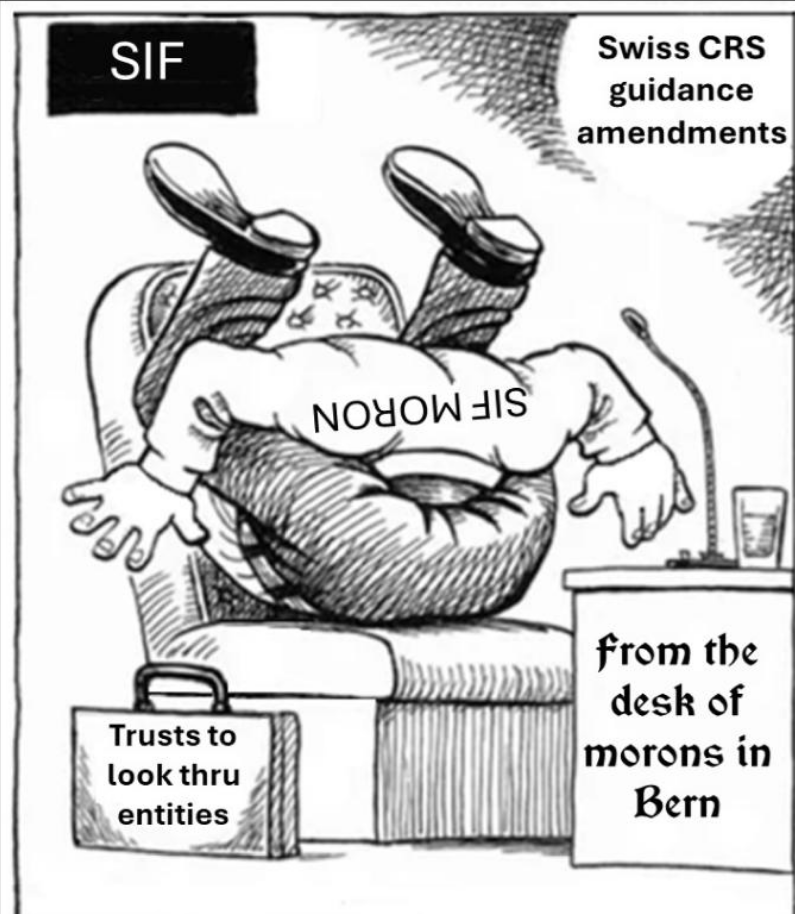 SIF
Swiss CRS
guidance
amendments
SIF MORON
Trusts to
look thru
entities
From the
desk of
morons in
Bern